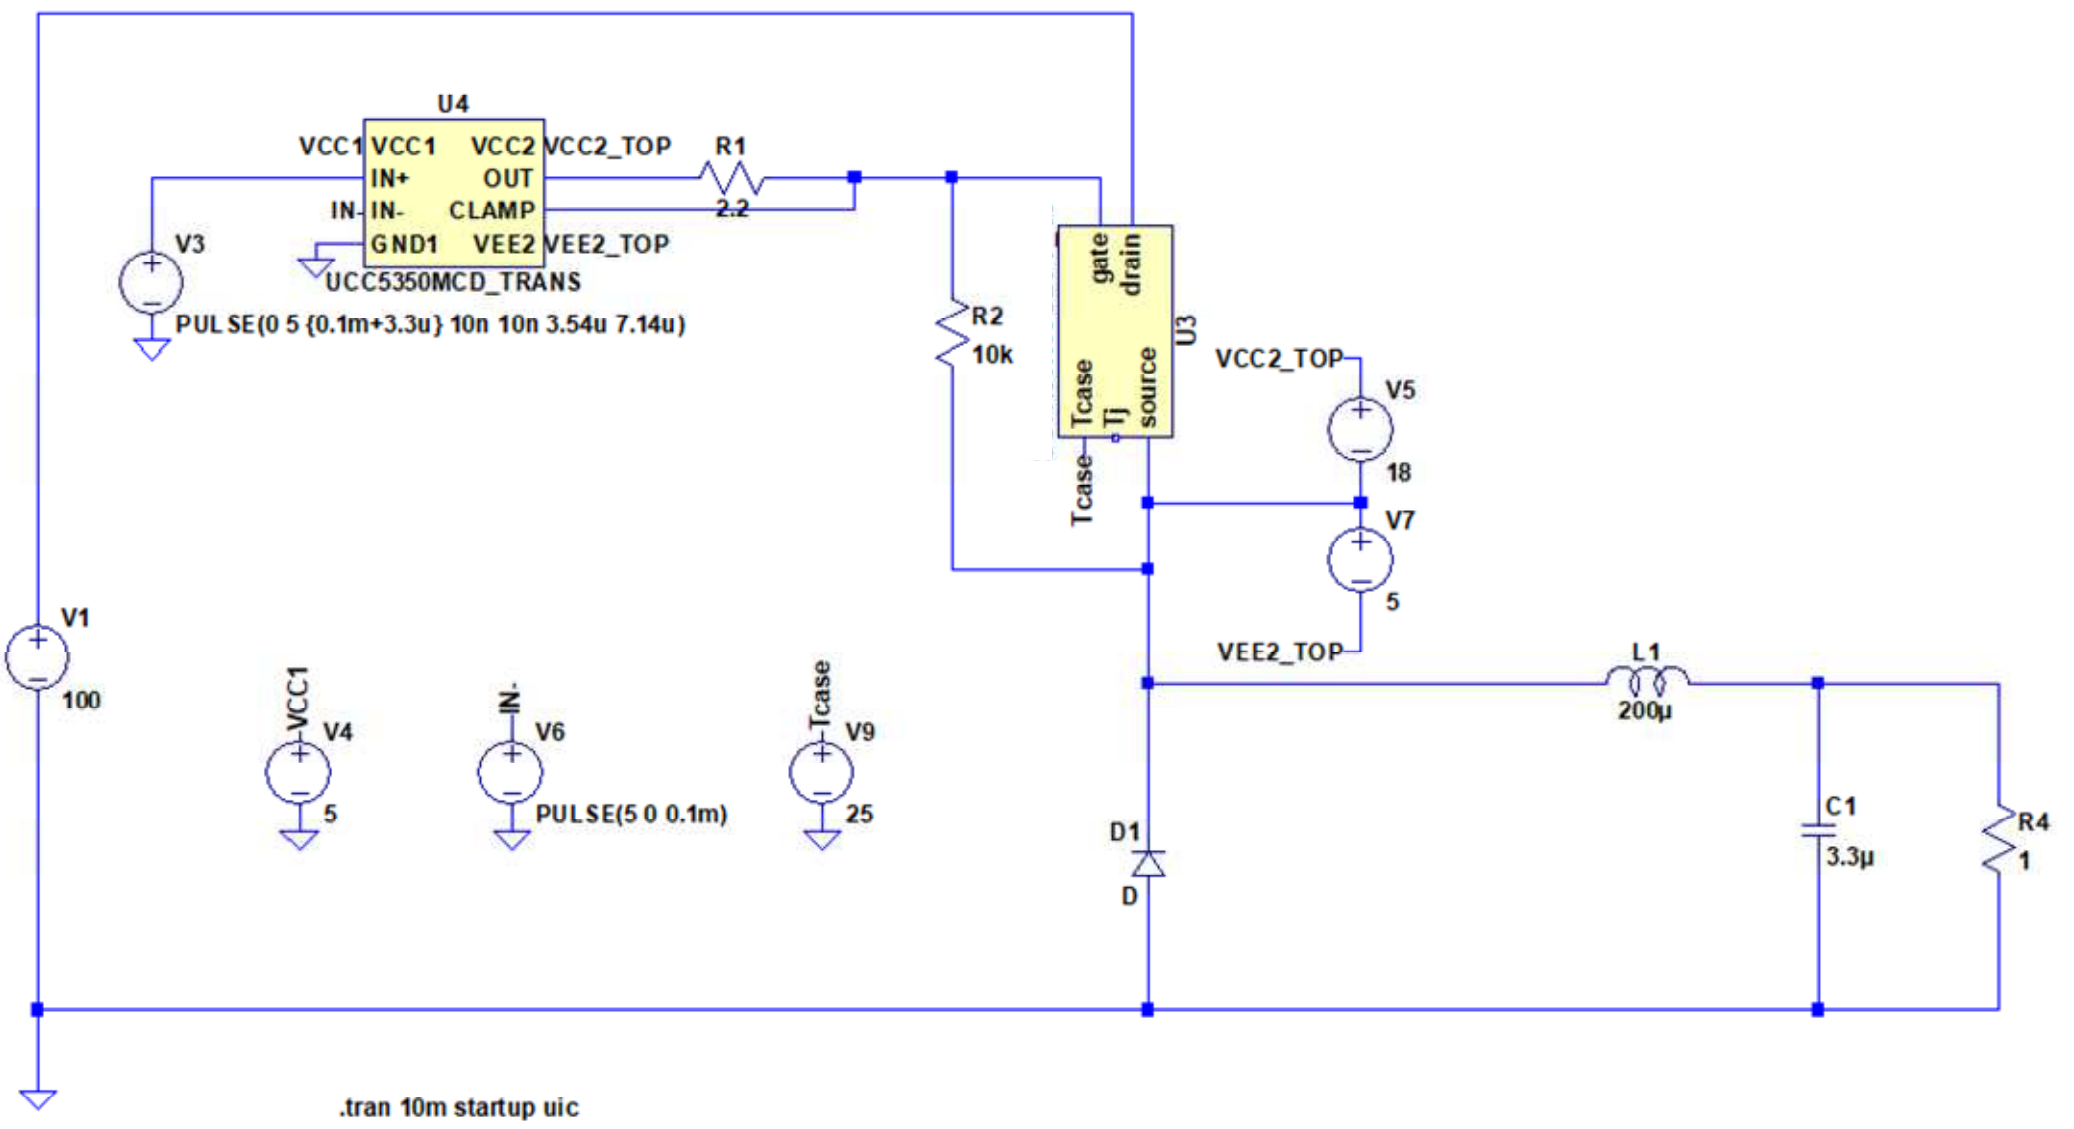 U4
VCC1
VCC1
VCC2
VCC2_TOP
R1
IN+
OUT
IN-
IN-
CLAMP
2.2
GND1
VEE2
VEE2_TOP
UCC5350MCD_TRANS
V3
PULSE(0 5 {0.1m+3.3u} 10n 10n 3.54u 7.14u)
R2
10k
gate
drain
U3
Tcase
Tj
source
Tcase
VCC2_TOP
V5
18
V7
5
VEE2_TOP
V1
100
VCC1
V4
5
IN-
V6
PULSE(5 0 0.1m)
Tcase
V9
25
L1
200µ
D1
D
C1
3.3µ
R4
1
.tran 10m startup uic